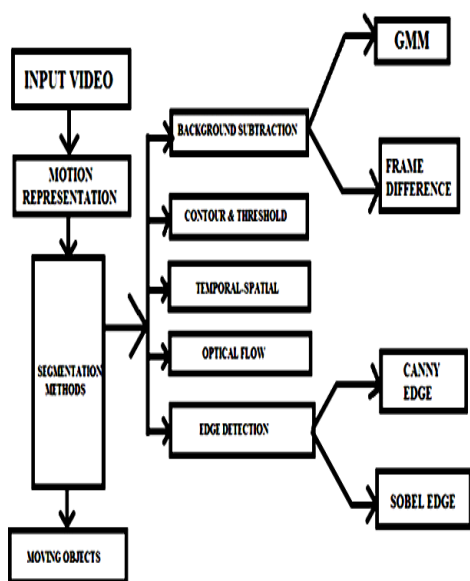 INPUT VIDEO
MOTION
REPRESENTATION
SEGMENTATION
METHODS
MOVING OBJECTS
BACKGROUND SUBTRACTION
CONTOUR & THRESHOLD
TEMPORAL-SPATIAL
OPTICAL FLOW
EDGE DETECTION
GMM
FRAME
DIFFERENCE
CANNY
EDGE
SOBEL EDGE